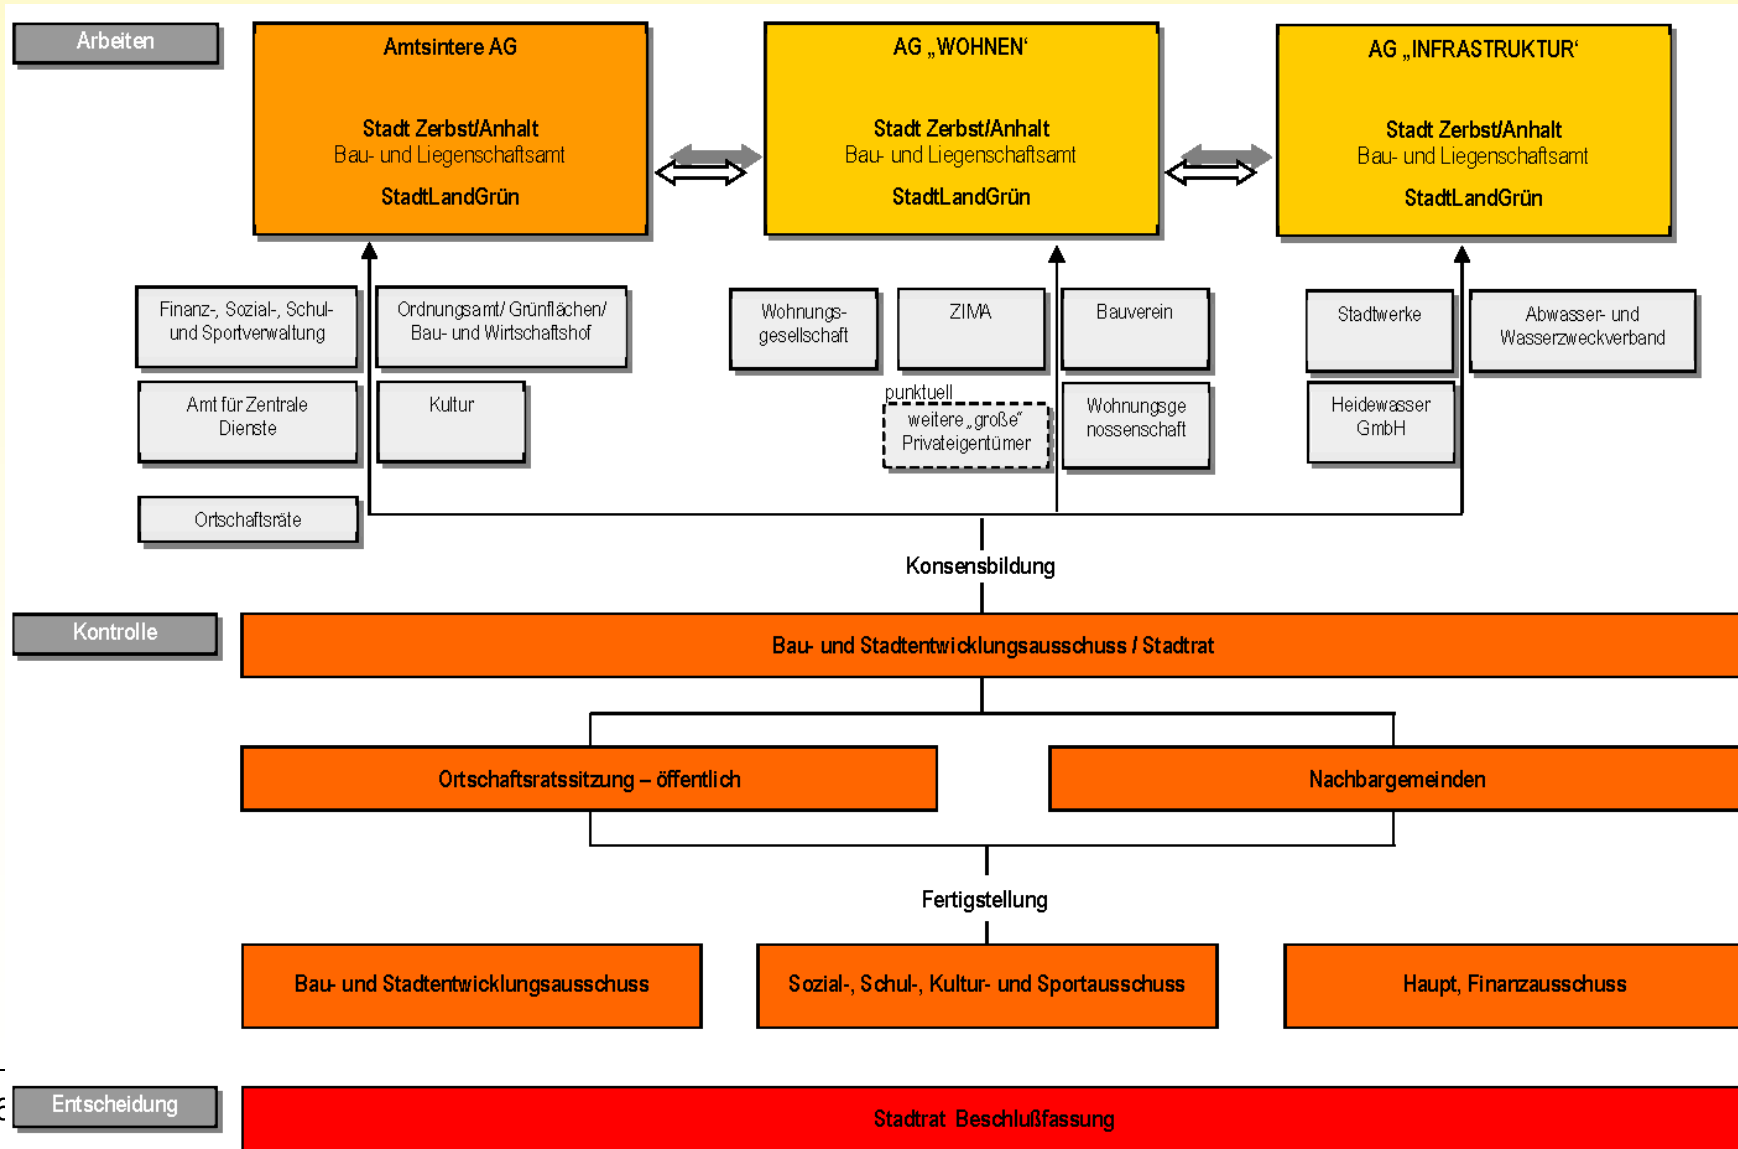 Arbeiten
Amtsintere AG
Stadt Zerbst/Anhalt
Bau- und Liegenschaftsamt
StadtLandGrün
AG „WOHNEN‘
Stadt Zerbst/Anhalt
Bau- und Liegenschaftsamt
StadtLandGrün
AG „INFRASTRUKTUR‘
Stadt Zerbst/Anhalt
Bau- und Liegenschaftsamt
StadtLandGrün
Finanz-, Sozial-, Schul-
und Sportverwaltung
Ordnungsamt/ Grünflächen/
Bau- und Wirtschaftshof
Amt für Zentrale
Dienste
Kultur
Ortschaftsräte
Wohnungs-
gesellschaft
ZIMA
Bauverein
punktuell
weitere „große“
Privateigentümer
Wohnungsge
nossenschaft
Stadtwerke
Abwasser- und
Wasserzweckverband
Heidewasser
GmbH
Konsensbildung
Kontrolle
Bau- und Stadtentwicklungsausschuss / Stadtrat
Ortschaftsratssitzung – öffentlich
Nachbargemeinden
Fertigstellung
Bau- und Stadtentwicklungsausschuss
Sozial-, Schul-, Kultur- und Sportausschuss
Haupt, Finanzausschuss
Entscheidung
Stadtrat Beschlußfassung